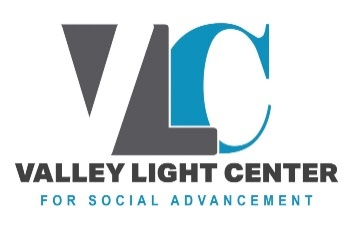 VLC
VALLEY LIGHT CENTER
FOR SOCIAL ADVANCEMENT